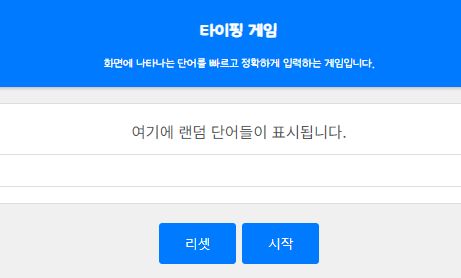 타이핑 게임
화면에 나타나는 단어를 빠르고 정확하게 입력하는 게임입니다.
여기에 랜덤 단어들이 표시됩니다.
리셋 시작